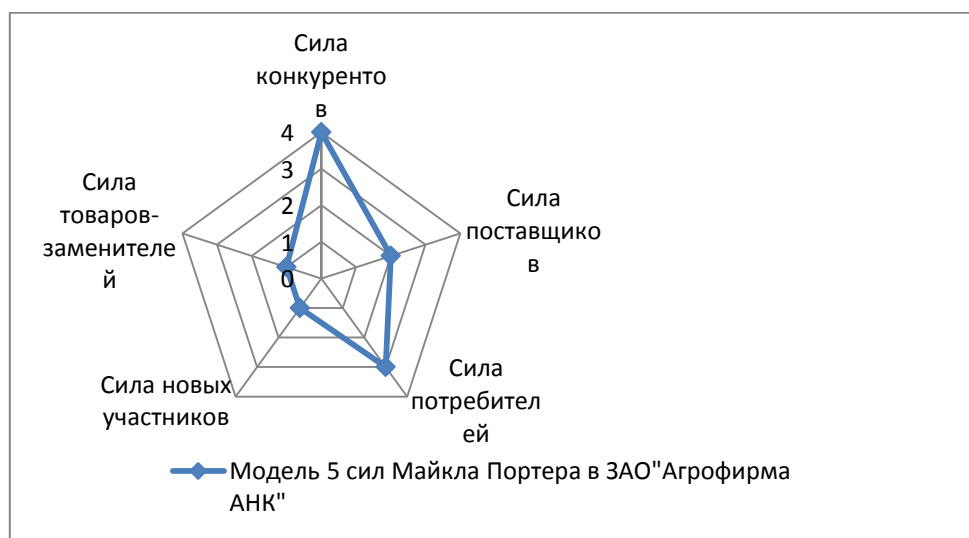 Сила
конкуренто
в
4
3
2
1
0
Сила
поставщико
в
Сила
потребител
ей
Сила новых
участников
Сила
товаров-
заменителе
й
Модель 5 сил Майкла Портера в ЗАО"Агрофирма
АНК"